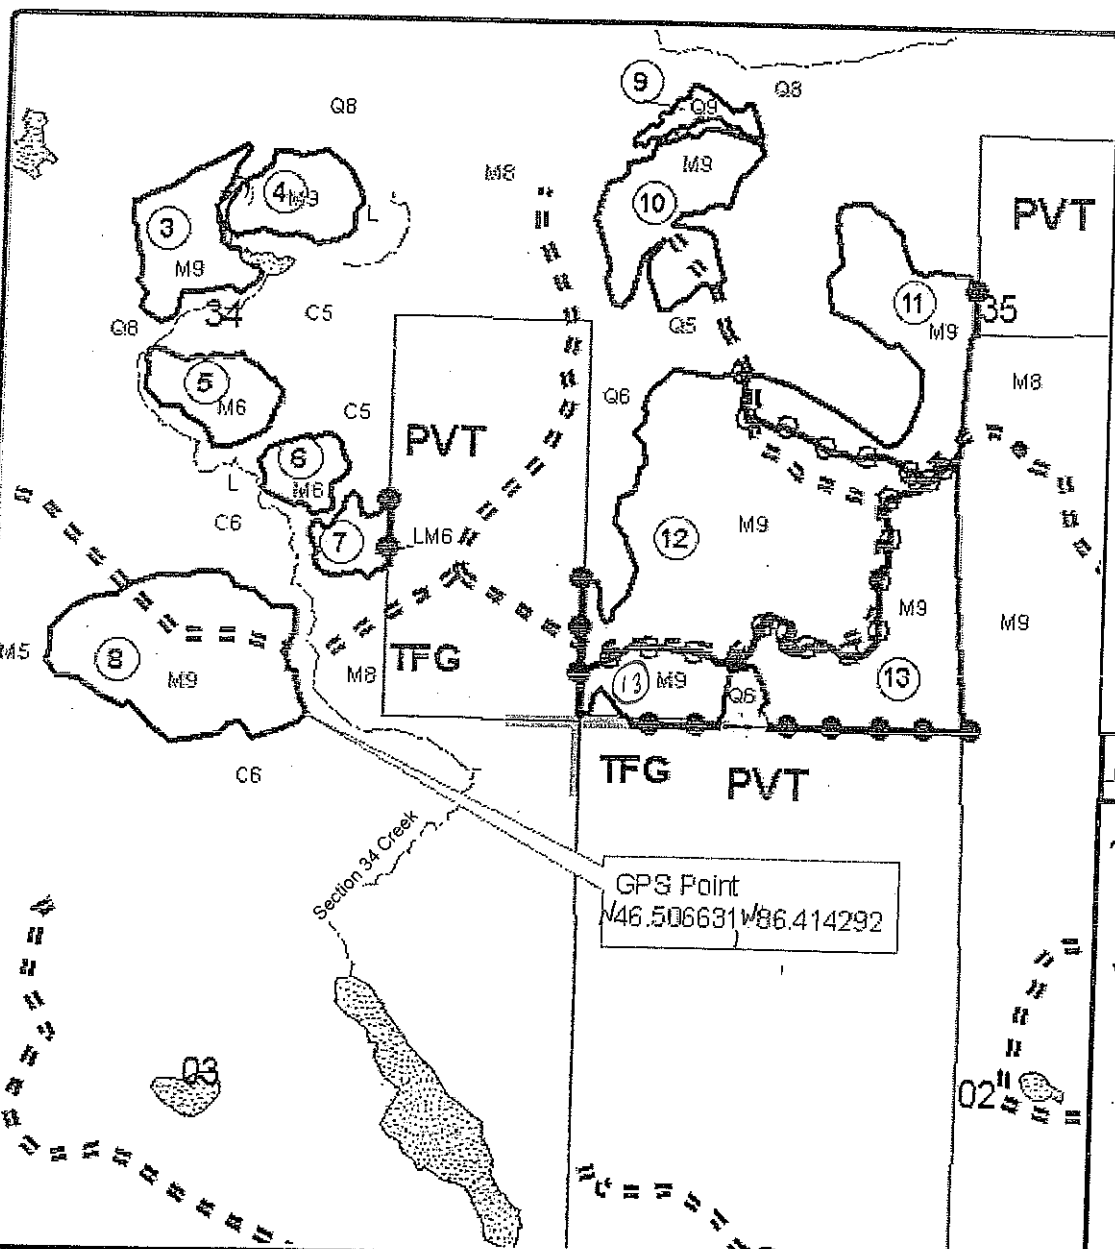 9
Q8
Q9
Q8
M9
M8
4
M9
10
L
3
PVT
M9
11
35
34
C5
Q8
Q5
M9
5
M8
Q6
M6
C5
PVT
6
M6
L
C6
LM6
M9
7
12
M9
M9
M5
8
TFG
M8
M9
13
M9
Q6
13
C6
TFG
PVT
Section 34 Creek
GPS Point
N46.506631 W86.414292
03
02